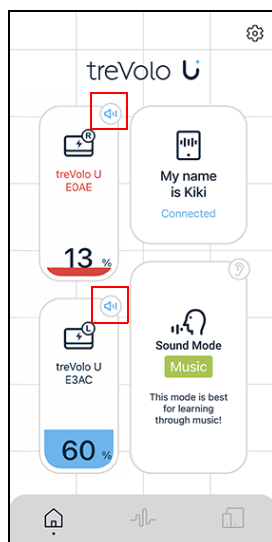 treVolo U
R
treVolo U
E0AE
13 %
My name
is Kiki
Connected
L
treVolo U
E3AC
60 %
Sound Mode
Music
This mode is best
for learning
through music!